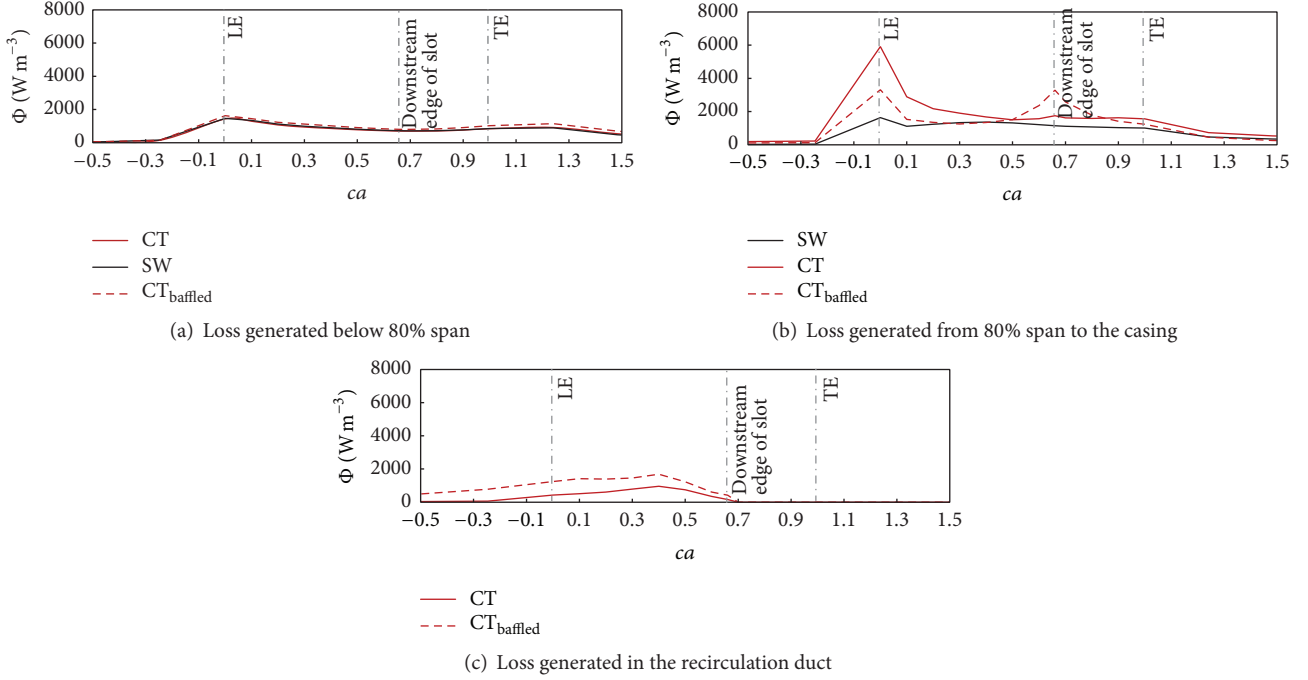 8000
6000
4000
2000
0
Φ (W m−3)
LE
Downstream
edge of slot
TE
−0.5 −0.3 −0.1 0.1 0.3 0.5 0.7 0.9 1.1 1.3 1.5
ca
CT
SW
CTbaffled
(a) Loss generated below 80% span
8000
6000
4000
2000
0
Φ (W m−3)
LE
Downstream
edge of slot
TE
−0.5 −0.3 −0.1 0.1 0.3 0.5 0.7 0.9 1.1 1.3 1.5
ca
SW
CT
CTbaffled
(b) Loss generated from 80% span to the casing
8000
6000
4000
2000
0
Φ (W m−3)
LE
Downstream
edge of slot
TE
−0.5 −0.3 −0.1 0.1 0.3 0.5 0.7 0.9 1.1 1.3 1.5
ca
CT
CTbaffled
(c) Loss generated in the recirculation duct